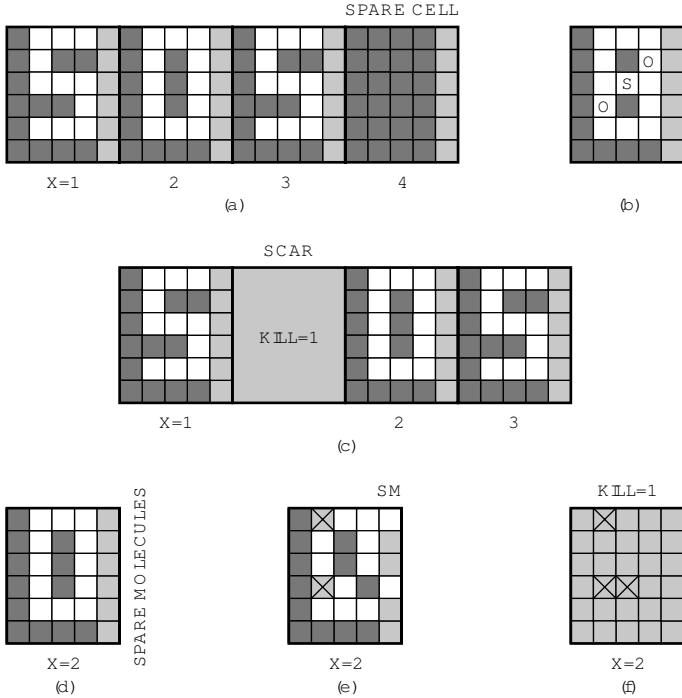 SPARE CELL
O
S
O
X=1 2 3 4
(a) (b)
SCAR
KILL=1
X=1 2 3
(c)
SPARE MOLECULES
SM
KILL=1
X=2 X=2 X=2
(d) (e) (f)